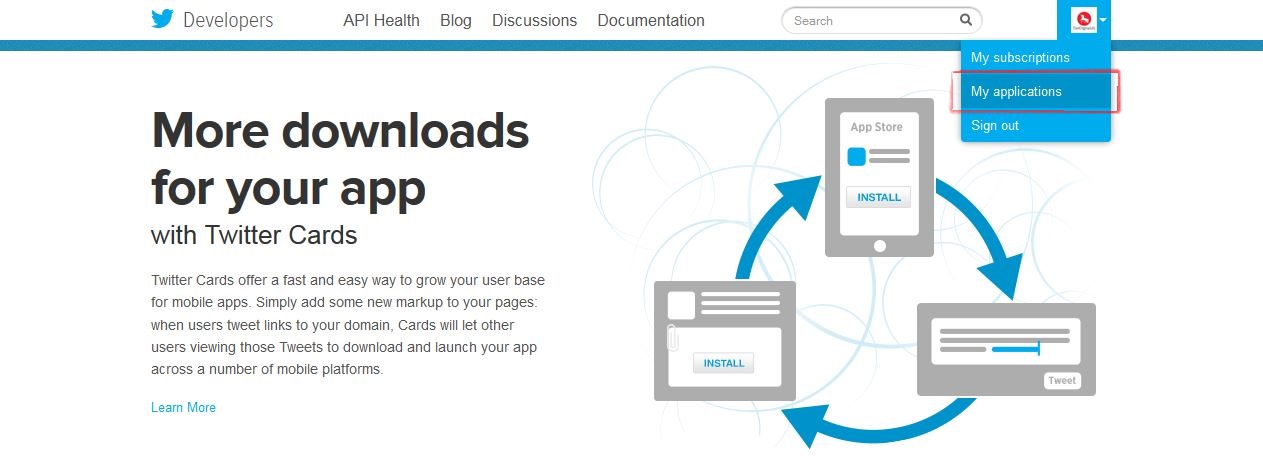 Developers API Health Blog Discussions Documentation Search
My subscriptions
My applications
Sign out
More downloads
for your app
with Twitter Cards
Twitter Cards offer a fast and easy way to grow your user base
for mobile apps. Simply add some new markup to your pages:
when users tweet links to your domain, Cards will let other
users viewing those Tweets to download and launch your app
across a number of mobile platforms.
Learn More
App Store
INSTALL
INSTALL
Tweet